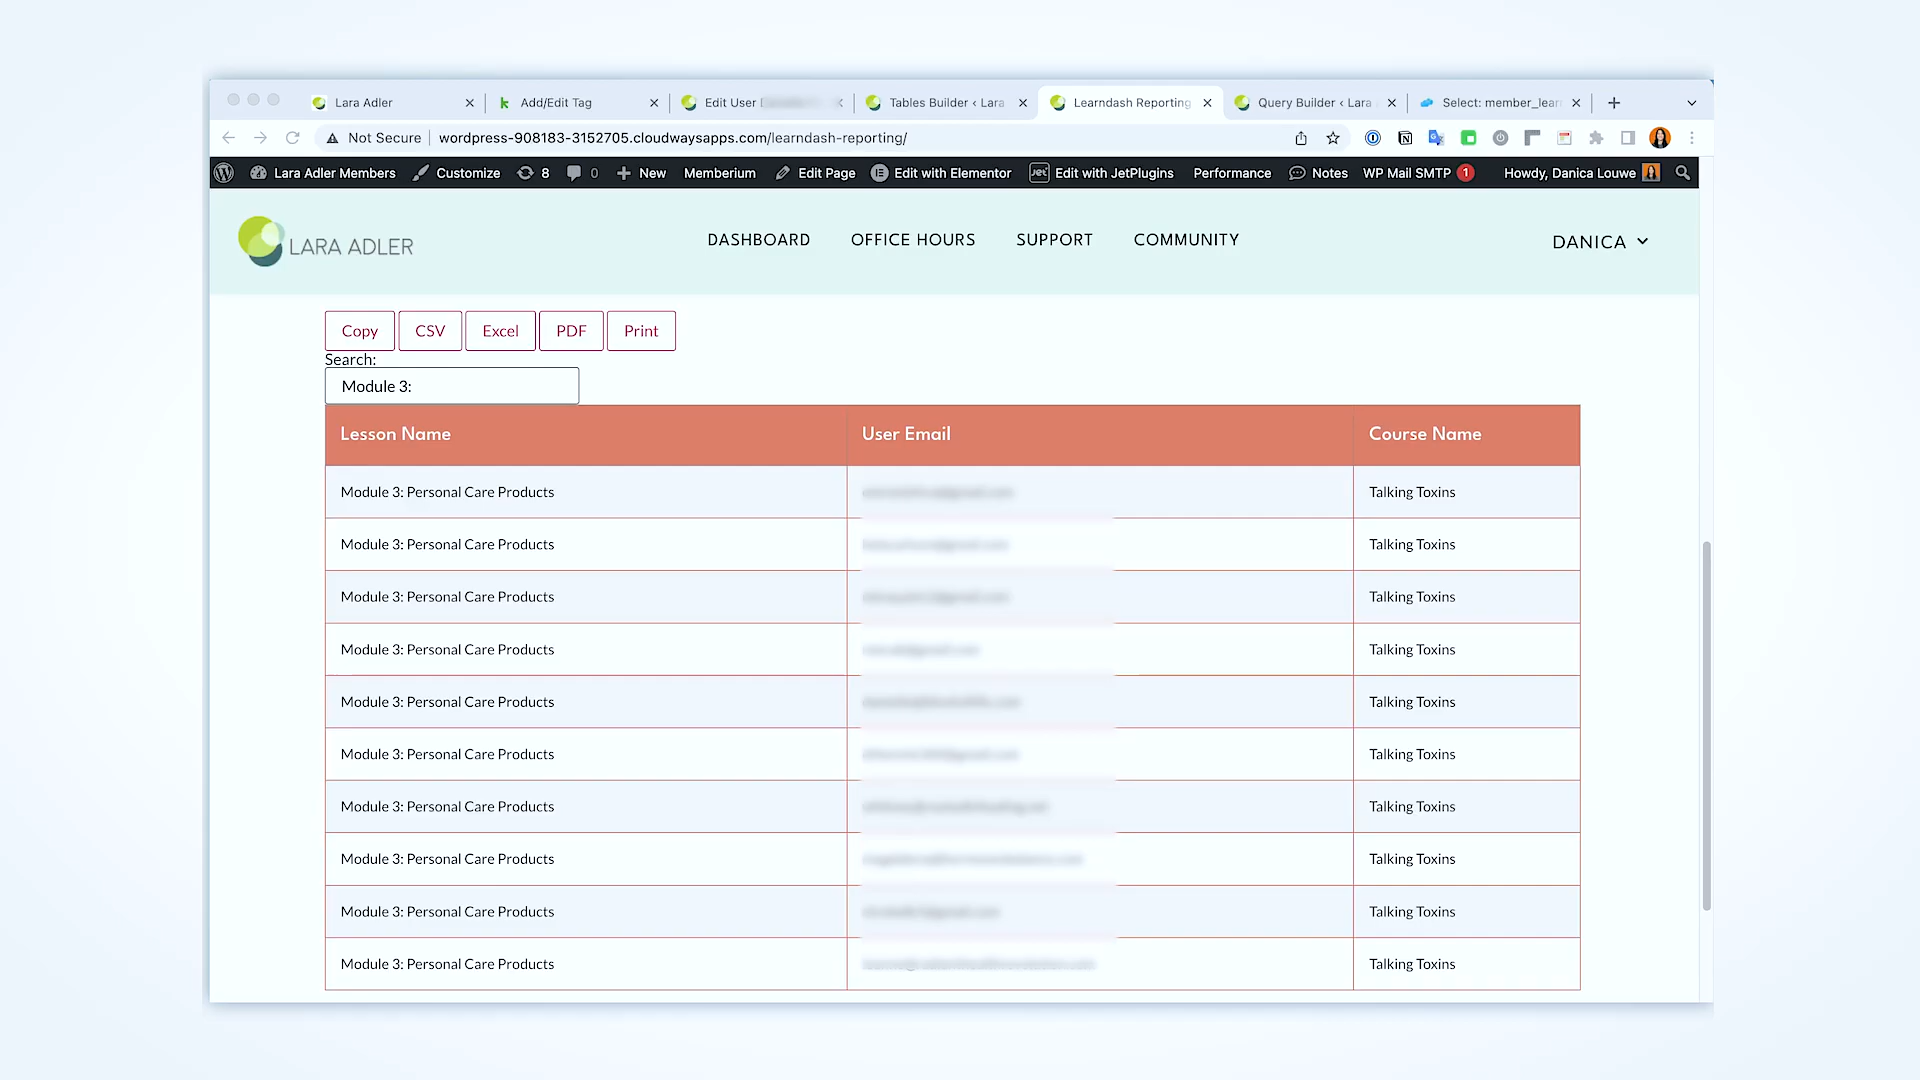 Lara Adler
Add/Edit Tag
Edit User
Tables Builder ‹ Lara
Learndash Reporting
Query Builder ‹ Lara
Select: member_lear
Not Secure wordpress-908183-3152705.cloudwaysapps.com/learndash-reporting/
Lara Adler Members Customize 8 0 New Memberium Edit Page Edit with Elementor Jet Edit with JetPlugins Performance Notes WP Mail SMTP 1 Howdy, Danica Louwe
LARA ADLER DASHBOARD OFFICE HOURS SUPPORT COMMUNITY DANICA
Copy CSV Excel PDF Print
Search:
Module 3:
Lesson Name User Email Course Name
Module 3: Personal Care Products Talking Toxins
Module 3: Personal Care Products Talking Toxins
Module 3: Personal Care Products Talking Toxins
Module 3: Personal Care Products Talking Toxins
Module 3: Personal Care Products Talking Toxins
Module 3: Personal Care Products Talking Toxins
Module 3: Personal Care Products Talking Toxins
Module 3: Personal Care Products Talking Toxins
Module 3: Personal Care Products Talking Toxins
Module 3: Personal Care Products Talking Toxins